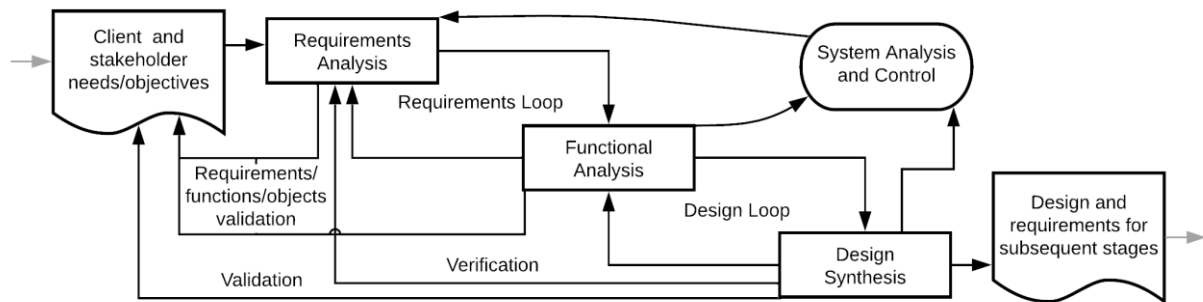 Client and
stakeholder
needs/objectives
Requirements
Analysis
System Analysis
and Control
Requirements Loop
Functional
Analysis
Requirements/
functions/objects
validation
Design Loop
Design and
requirements for
subsequent stages
Design
Synthesis
Verification
Validation